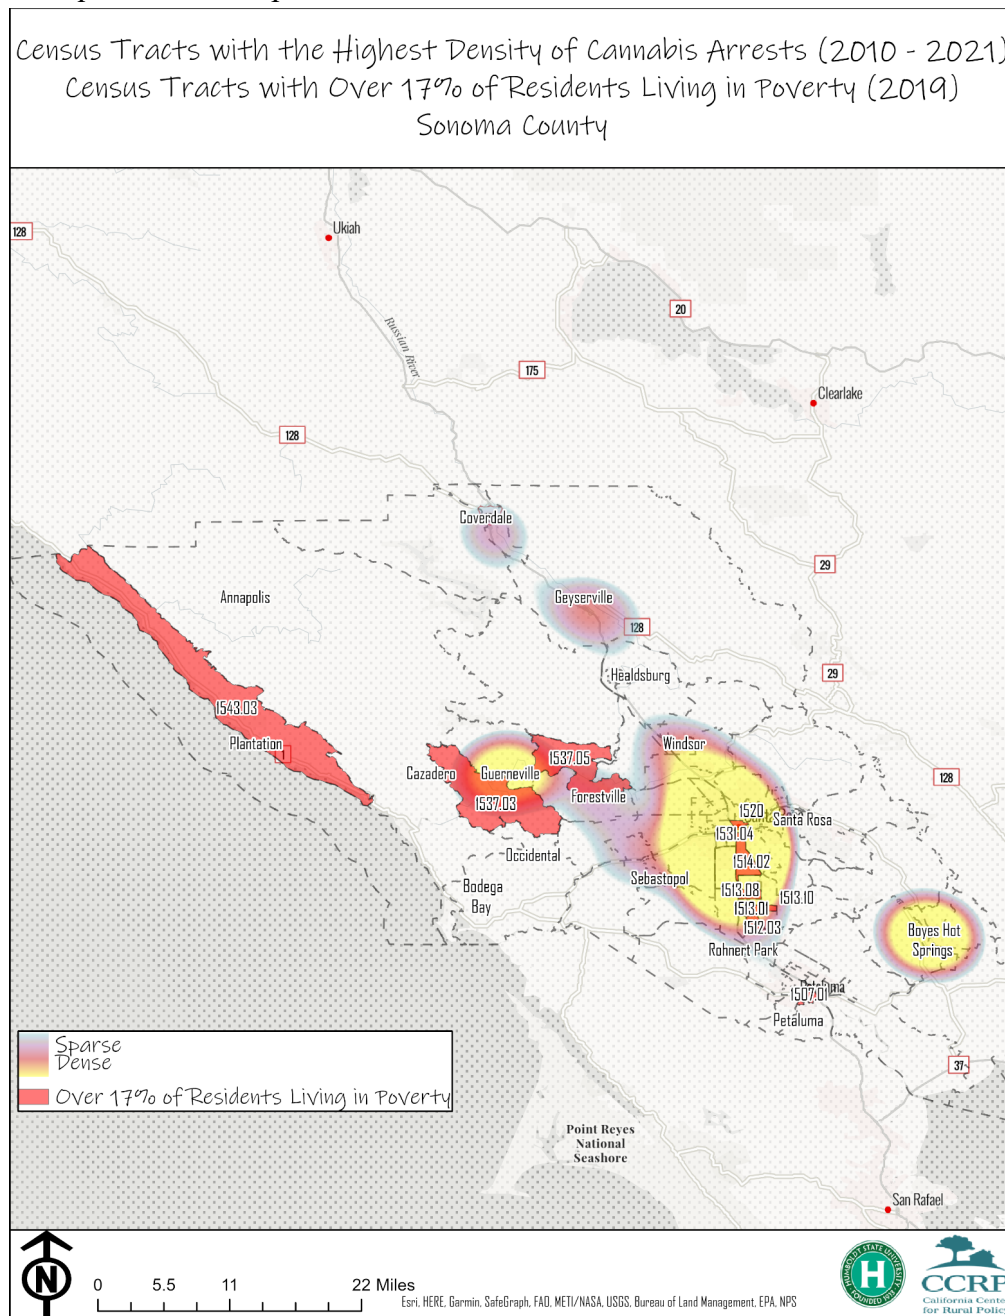 Census Tracts with the Highest Density of Cannabis Arrests (2010 - 2021)
Census Tracts with Over 17% of Residents Living in Poverty (2019)
Sonoma County
128
Ukiah
20
Russian River
175
Clearlake
128
Coverdale
29
Annapolis
Geyserville
128
29
Healdsburg
1543.03
Plantation
Windsor
Cazadero
Guerneville
1537.05
128
1537.03
Forestville
1520
Santa Rosa
1531.04
Occidental
1514.02
Sebastopol
Bodega
Bay
1513.08
1513.10
1513.01
1512.03
Boyes Hot
Springs
Rohnert Park
1507.01
Petaluma
Sparse
Dense
Over 17% of Residents Living in Poverty
37
Point Reyes
National
Seashore
San Rafael
N
0 5.5 11 22 Miles
Esri, HERE, Garmin, SafeGraph, FAO, METI/NASA, USGS, Bureau of Land Management, EPA, NPS
HUMBOLDT STATE UNIVERSITY
H
CCRP
California Cente
for Rural Polic